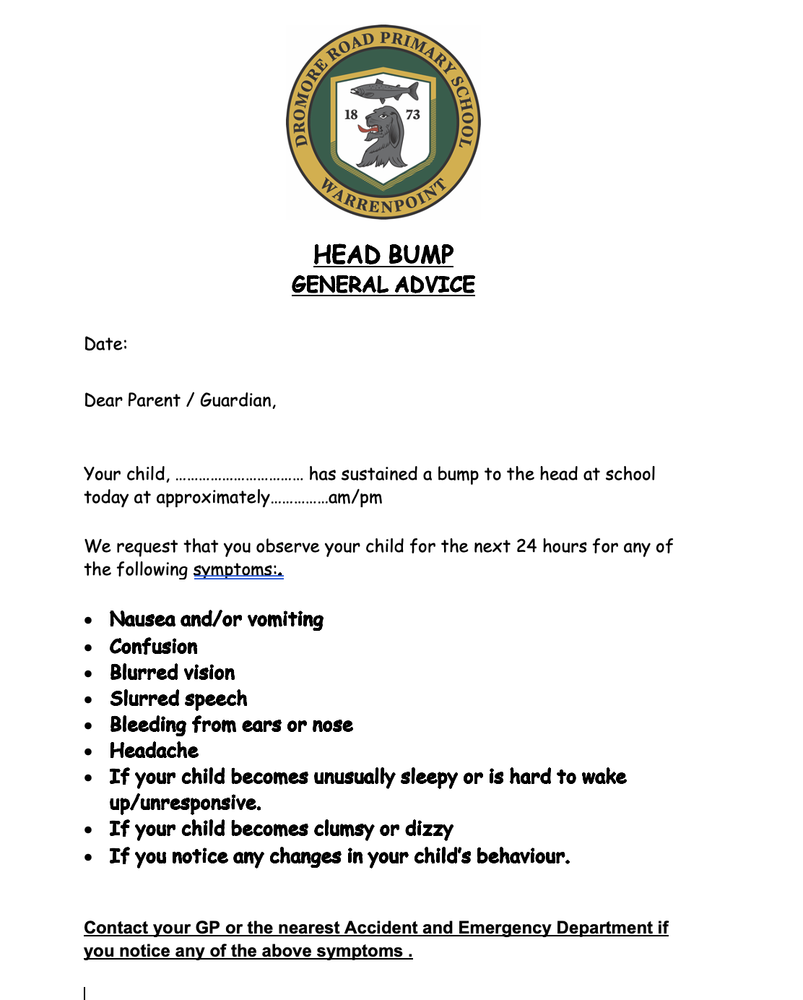 DROMORE ROAD PRIMARY SCHOOL
18 73
WARRENPOINT
HEAD BUMP
GENERAL ADVICE
Date:
Dear Parent / Guardian,
Your child, ................................. has sustained a bump to the head at school
today at approximately...............am/pm
We request that you observe your child for the next 24 hours for any of
the following symptoms:.
• Nausea and/or vomiting
• Confusion
• Blurred vision
• Slurred speech
• Bleeding from ears or nose
• Headache
• If your child becomes unusually sleepy or is hard to wake
up/unresponsive.
• If your child becomes clumsy or dizzy
• If you notice any changes in your child's behaviour.
Contact your GP or the nearest Accident and Emergency Department if
you notice any of the above symptoms .